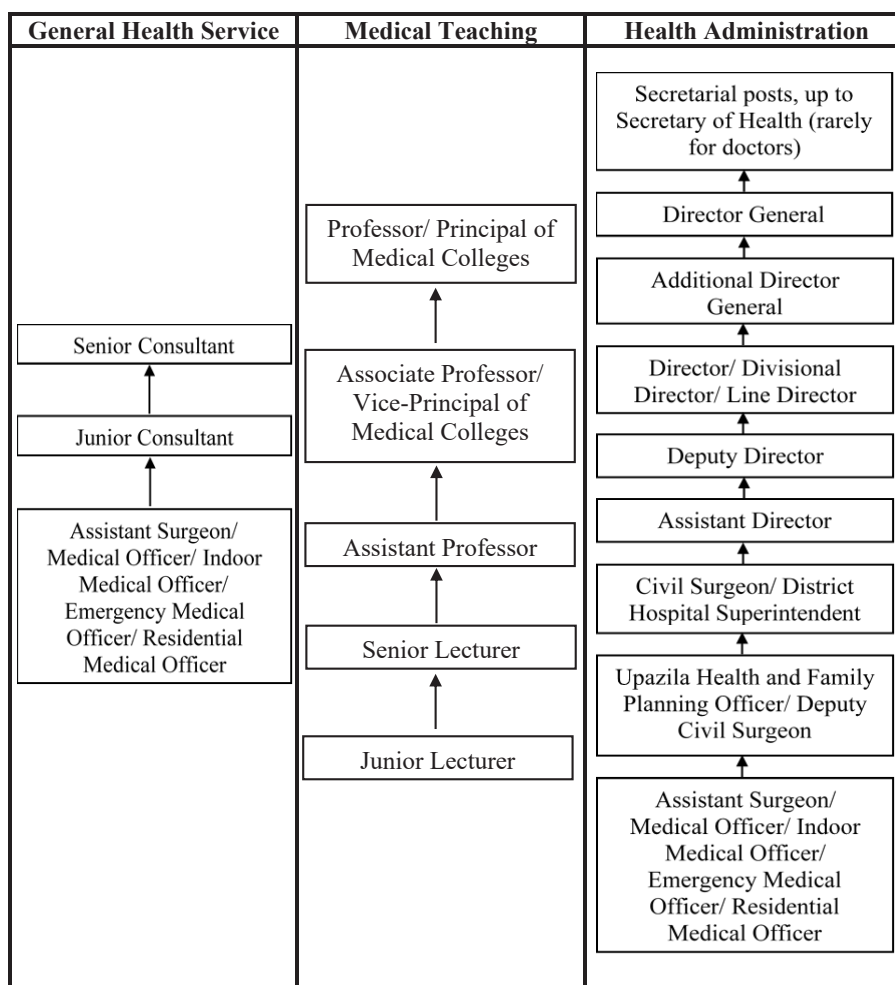 General Health Service
Senior Consultant
Junior Consultant
Assistant Surgeon/
Medical Officer/ Indoor
Medical Officer/
Emergency Medical
Officer/ Residential
Medical Officer
Medical Teaching
Professor/ Principal of
Medical Colleges
Associate Professor/
Vice-Principal of
Medical Colleges
Assistant Professor
Senior Lecturer
Junior Lecturer
Health Administration
Secretarial posts, up to
Secretary of Health (rarely
for doctors)
Director General
Additional Director
General
Director/ Divisional
Director/ Line Director
Deputy Director
Assistant Director
Civil Surgeon/ District
Hospital Superintendent
Upazila Health and Family
Planning Officer/ Deputy
Civil Surgeon
Assistant Surgeon/
Medical Officer/ Indoor
Medical Officer/
Emergency Medical
Officer/ Residential
Medical Officer